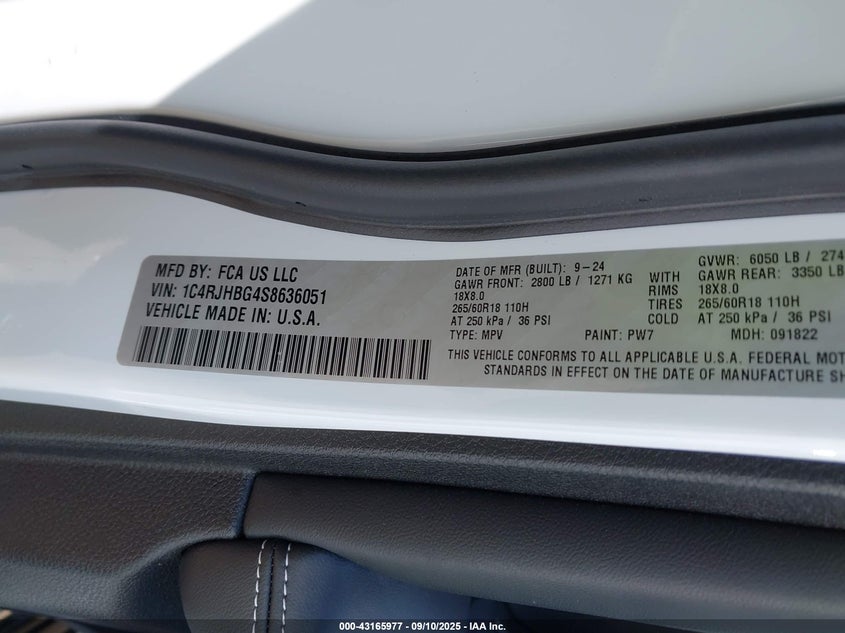 MFD BY: FCA US LLC
VIN: 1C4RJHBG4S8636051
VEHICLE MADE IN: U.S.A.
DATE OF MFR (BUILT): 9-24
GAWR FRONT: 2800 LB / 1271 KG
18X8.0
265/60R18 110H
AT 250 kPa / 36 PSI
TYPE: MPV
PAINT: PW7
GVWR: 6050 LB / 274
GAWR REAR: 3350 LB
WITH
RIMS 18X8.0
TIRES 265/60R18 110H
COLD AT 250 kPa / 36 PSI
MDH: 091822
THIS VEHICLE CONFORMS TO ALL APPLICABLE U.S.A. FEDERAL MOT
STANDARDS IN EFFECT ON THE DATE OF MANUFACTURE SH
000-43165977 - 09/10/2025 - IAA Inc.